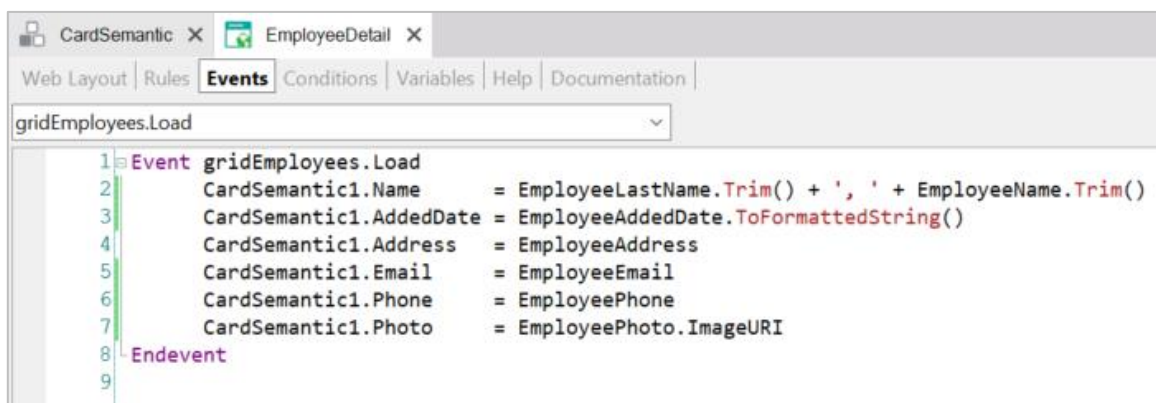 CardSemantic EmployeeDetail
Web Layout Rules Events Conditions Variables Help Documentation
gridEmployees.Load
1 Event gridEmployees.Load
2 CardSemantic1.Name = EmployeeLastName.Trim() + ', ' + EmployeeName.Trim()
3 CardSemantic1.AddedDate = EmployeeAddedDate.ToFormattedString()
4 CardSemantic1.Address = EmployeeAddress
5 CardSemantic1.Email = EmployeeEmail
6 CardSemantic1.Phone = EmployeePhone
7 CardSemantic1.Photo = EmployeePhoto.ImageURI
8 Endevent
9